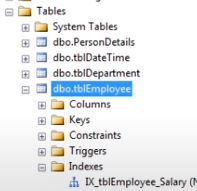 Tables
System Tables
dbo.PersonDetails
dbo.tblDateTime
dbo.tblDepartment
dbo.tblEmployee
Columns
Keys
Constraints
Triggers
Indexes
IX_tblEmployee_Salary (N